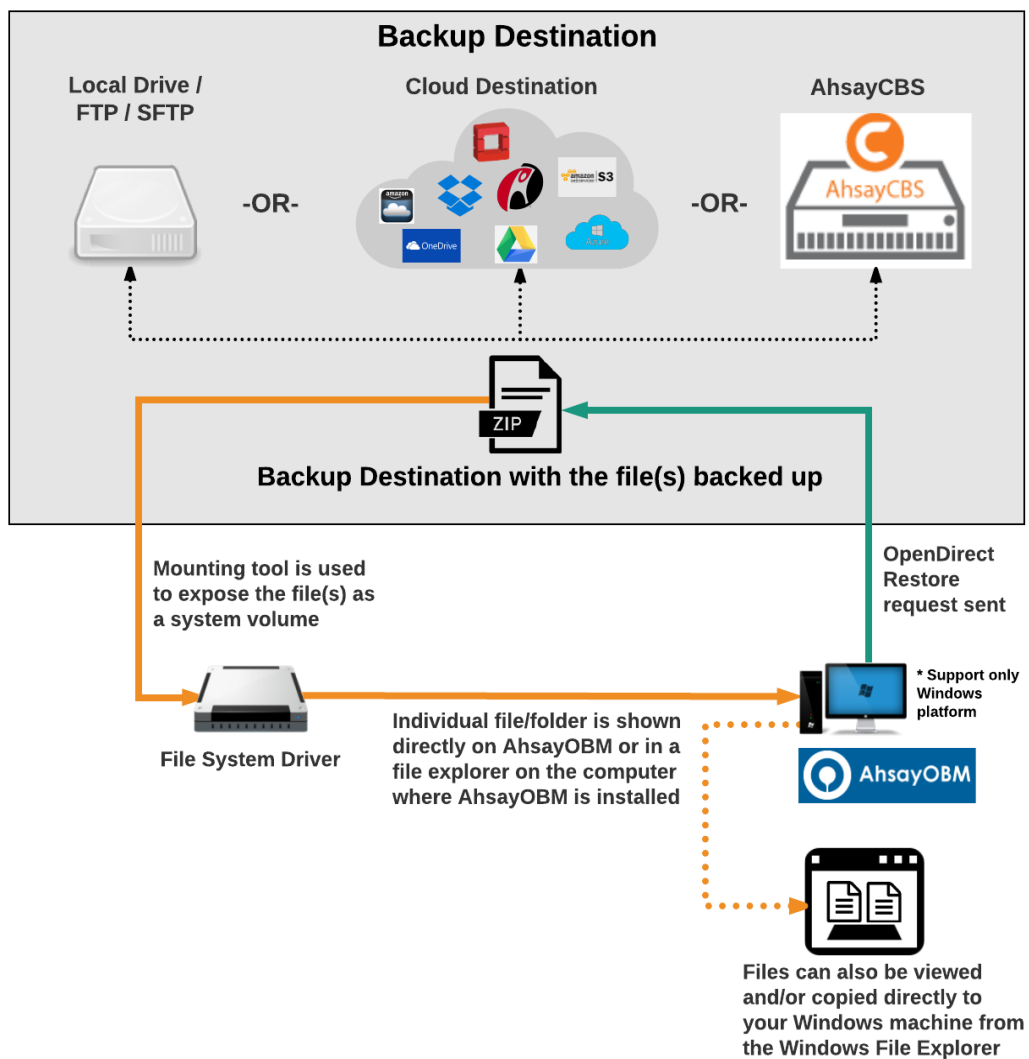 Backup Destination
Local Drive /
FTP / SFTP
Cloud Destination
AhsayCBS
-OR-
amazon
amazon
webservices
S3
OneDrive
Azure
-OR-
AhsayCBS
ZIP
Backup Destination with the file(s) backed up
Mounting tool is used
to expose the file(s) as
a system volume
OpenDirect
Restore
request sent
* Support only
Windows
platform
File System Driver
Individual file/folder is shown
directly on AhsayOBM or in a
file explorer on the computer
where AhsayOBM is installed
AhsayOBM
Files can also be viewed
and/or copied directly to
your Windows machine from
the Windows File Explorer